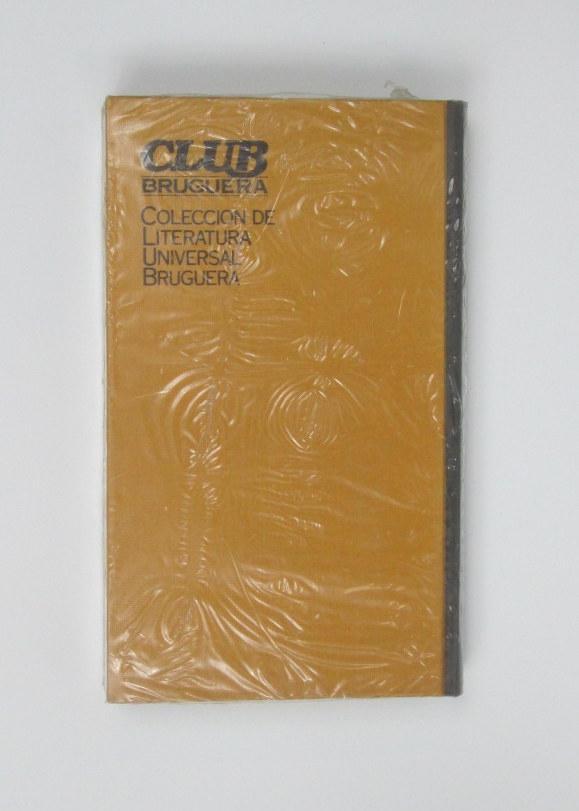 CLUB
BRUGUERA
COLECCION DE
LITERATURA
UNIVERSAL
BRUGUERA